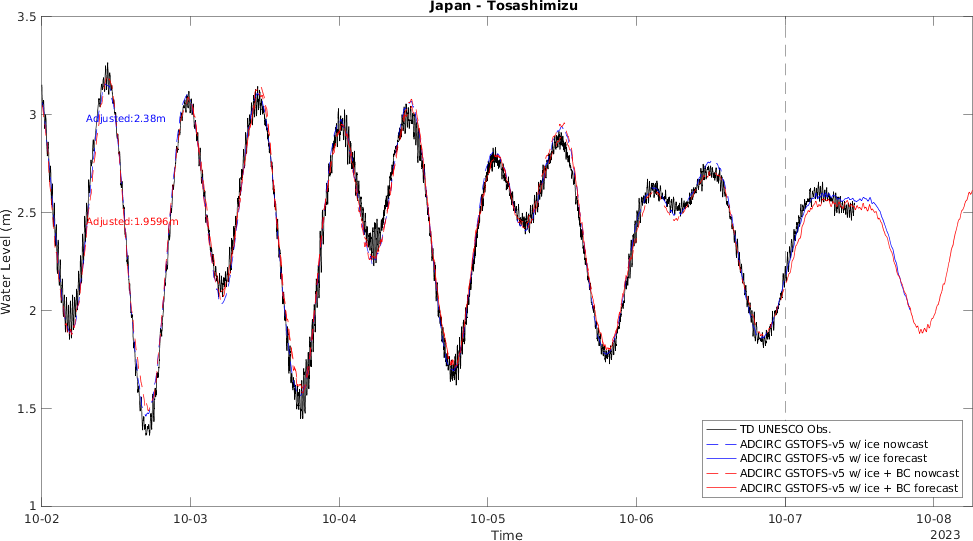 Japan - Tosashimizu
3.5
3
2.5
2
1.5
1
Water Level (m)
Adjusted:2.38m
Adjusted:1.9596m
TD UNESCO Obs.
ADCIRC GSTOFS-v5 w/ ice nowcast
ADCIRC GSTOFS-v5 w/ ice forecast
ADCIRC GSTOFS-v5 w/ ice + BC nowcast
ADCIRC GSTOFS-v5 w/ ice + BC forecast
10-02 10-03 10-04 10-05 10-06 10-07 10-08
Time
2023